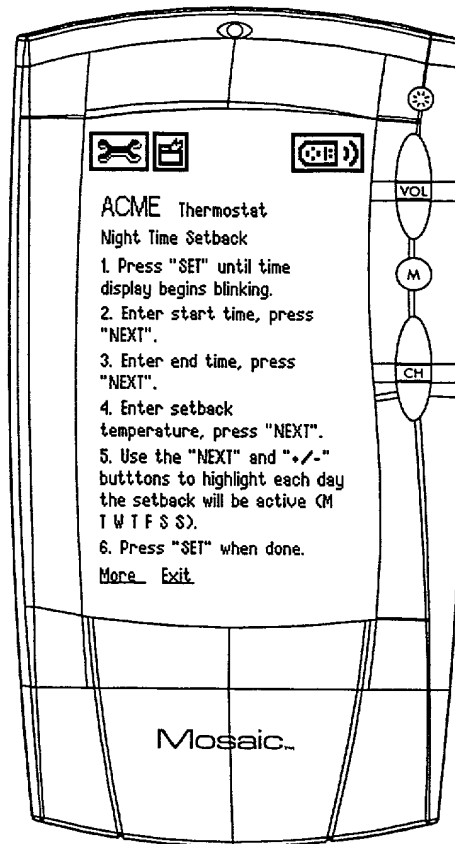 ACME Thermostat
Night Time Setback
1. Press "SET" until time
display begins blinking.
2. Enter start time, press
"NEXT".
3. Enter end time, press
"NEXT".
4. Enter setback
temperature, press "NEXT".
5. Use the "NEXT" and "+/-"
butttons to highlight each day
the setback will be active (M
T W T F S S).
6. Press "SET" when done.
More Exit
VOL
M
CH
Mosaic™